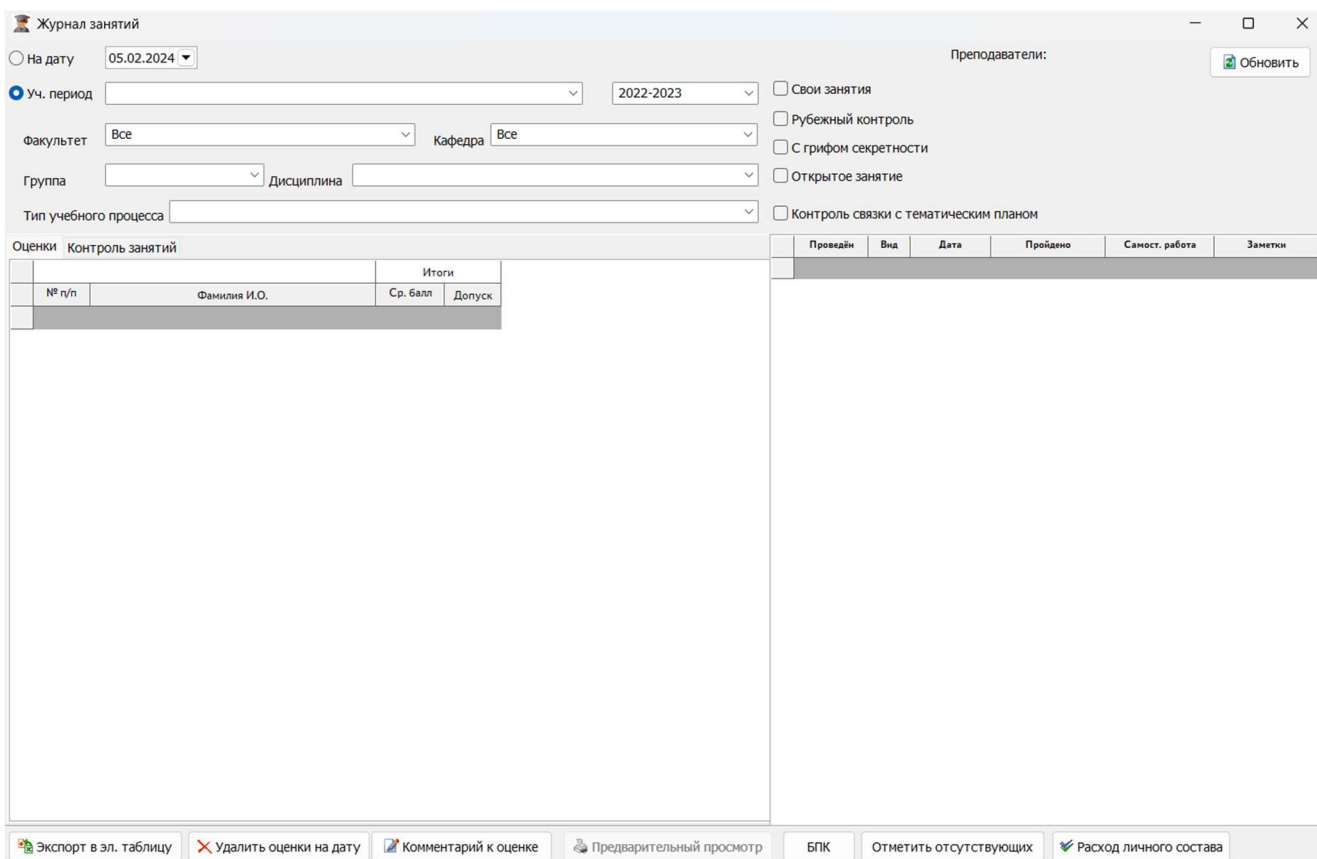 Журнал занятий
На дату 05.02.2024 Преподаватели: Обновить
Уч. период 2022-2023 Свои занятия
Рубежный контроль
Факультет Все Кафедра Все
С грифом секретности
Группа Дисциплина Открытое занятие
Тип учебного процесса Контроль связки с тематическим планом
Оценки Контроль занятий Проведён Вид Дата Пройдено Самост. работа Заметки
Итоги
№ п/п Фамилия И.О. Ср. балл Допуск
Экспорт в эл. таблицу Удалить оценки на дату Комментарий к оценке Предварительный просмотр БПК Отметить отсутствующих Расход личного состава